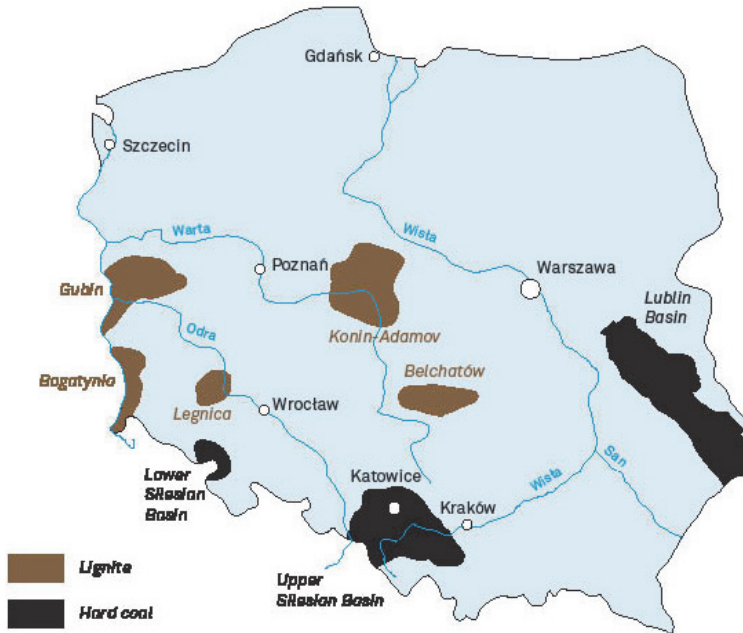 Gdańsk
Szczecin
Warta
Wisła
Poznań
Warszawa
Gubin
Lublin
Basin
Odra
Konin-Adamov
Bogatynia
Belchatów
Legnica
Wrocław
Lower
Silesian
Basin
Katowice
Kraków
Wisła
San
Upper
Silesian Basin
Lignite
Hard coal